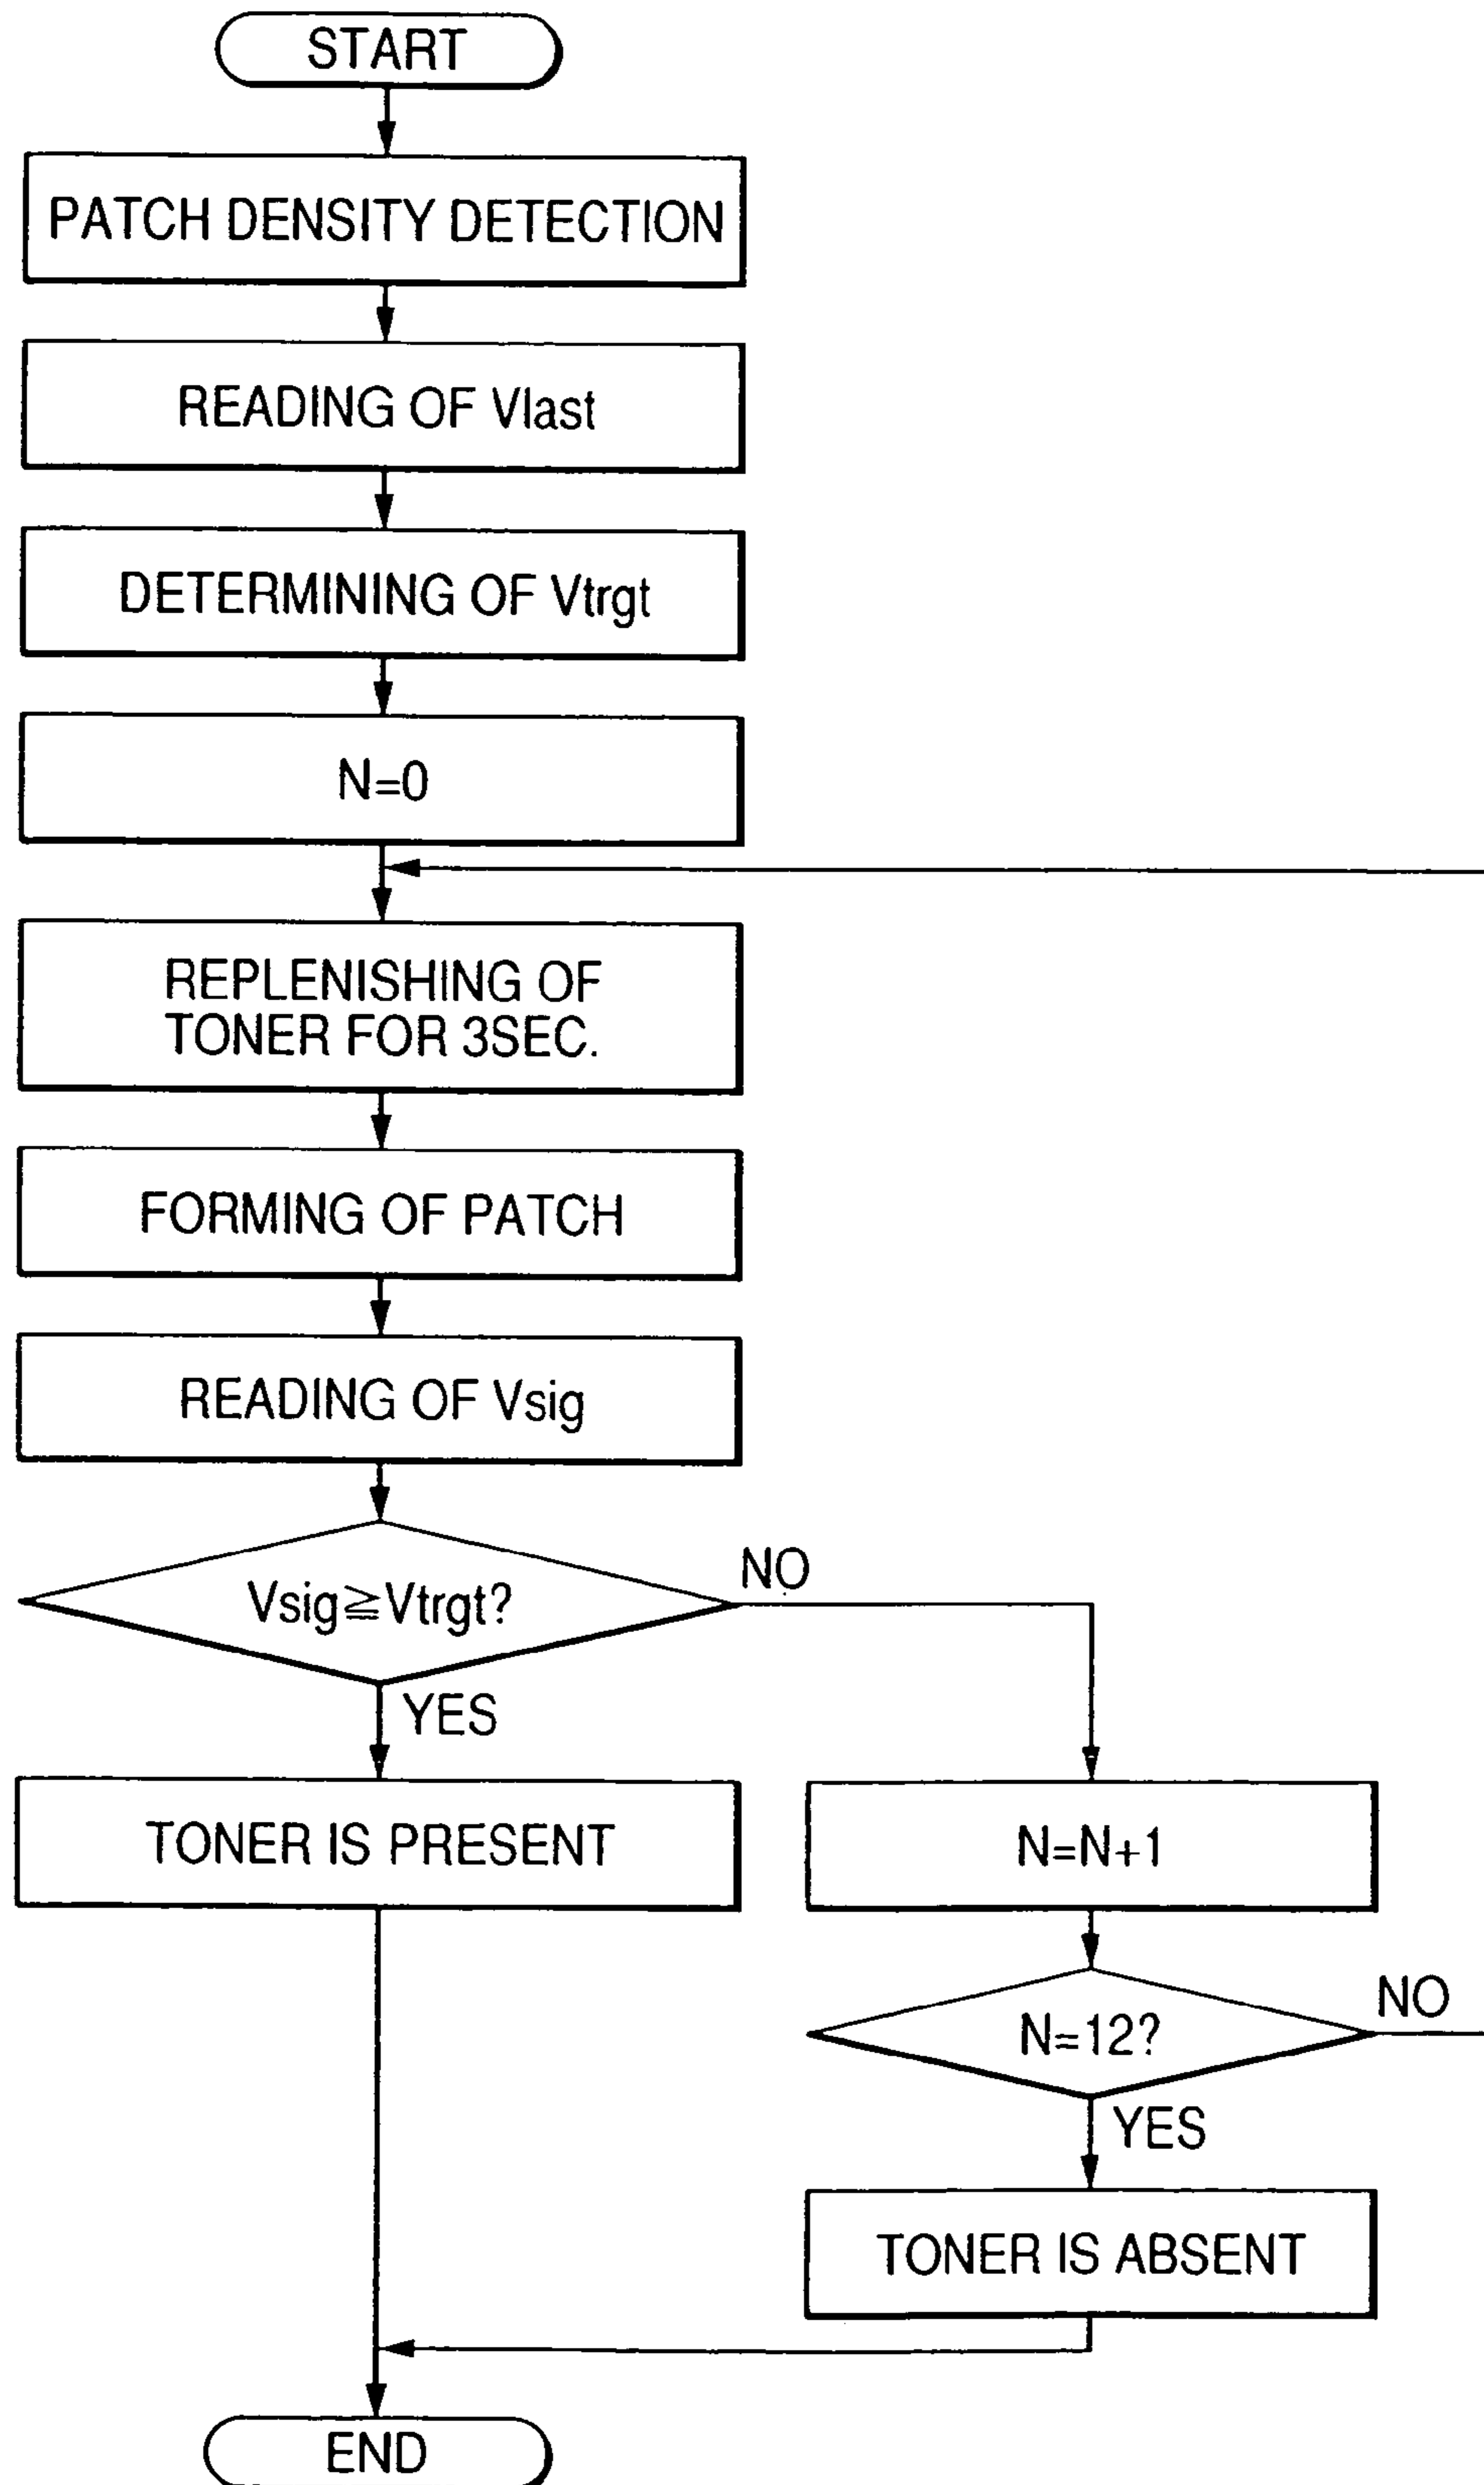 START
PATCH DENSITY DETECTION
READING OF Vlast
DETERMINING OF Vtrgt
N=0
REPLENISHING OF
TONER FOR 3SEC.
FORMING OF PATCH
READING OF Vsig
Vsig≧Vtrgt?
NO
YES
TONER IS PRESENT
N=N+1
N=12?
NO
YES
TONER IS ABSENT
END